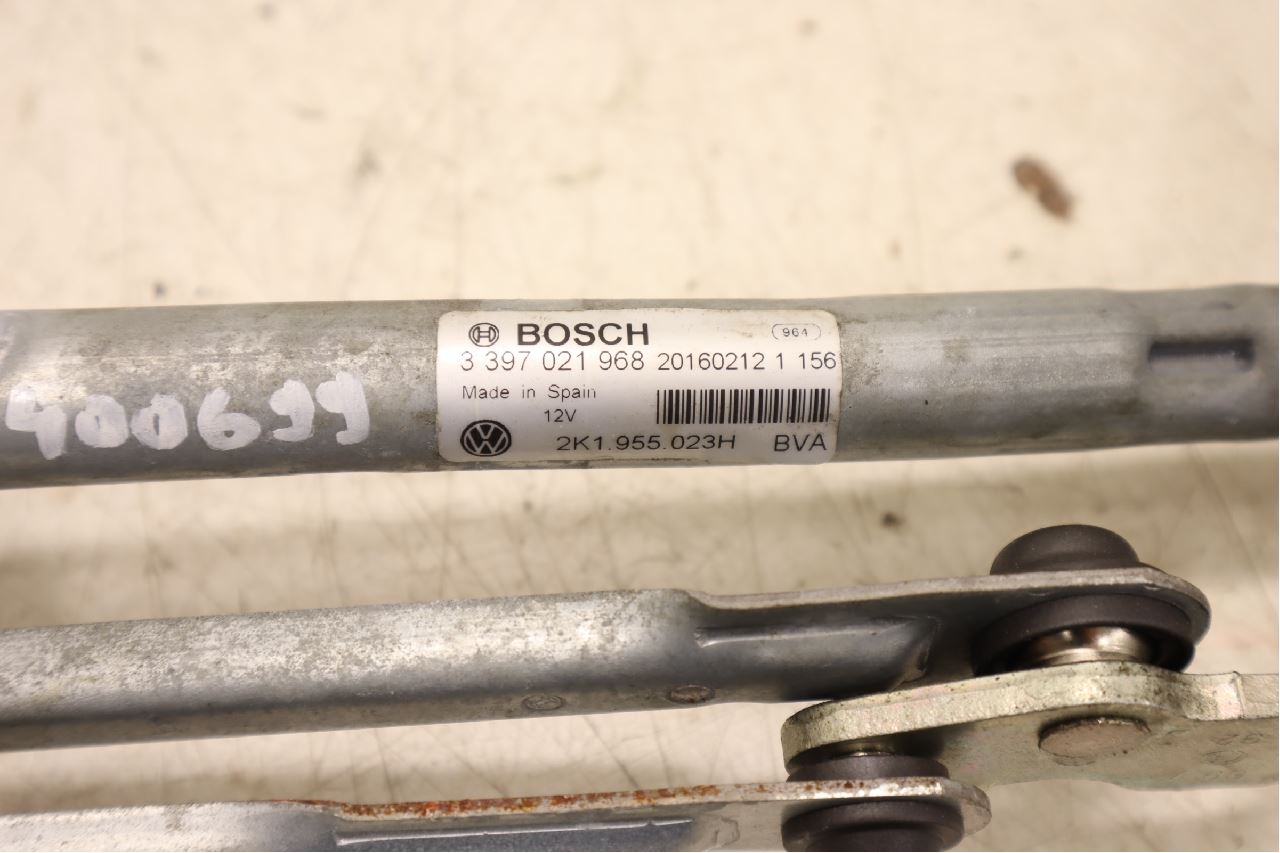 BOSCH 964
3 397 021 968 20160212 1 156
Made in Spain
12V
2K1.955.023H BVA
400699